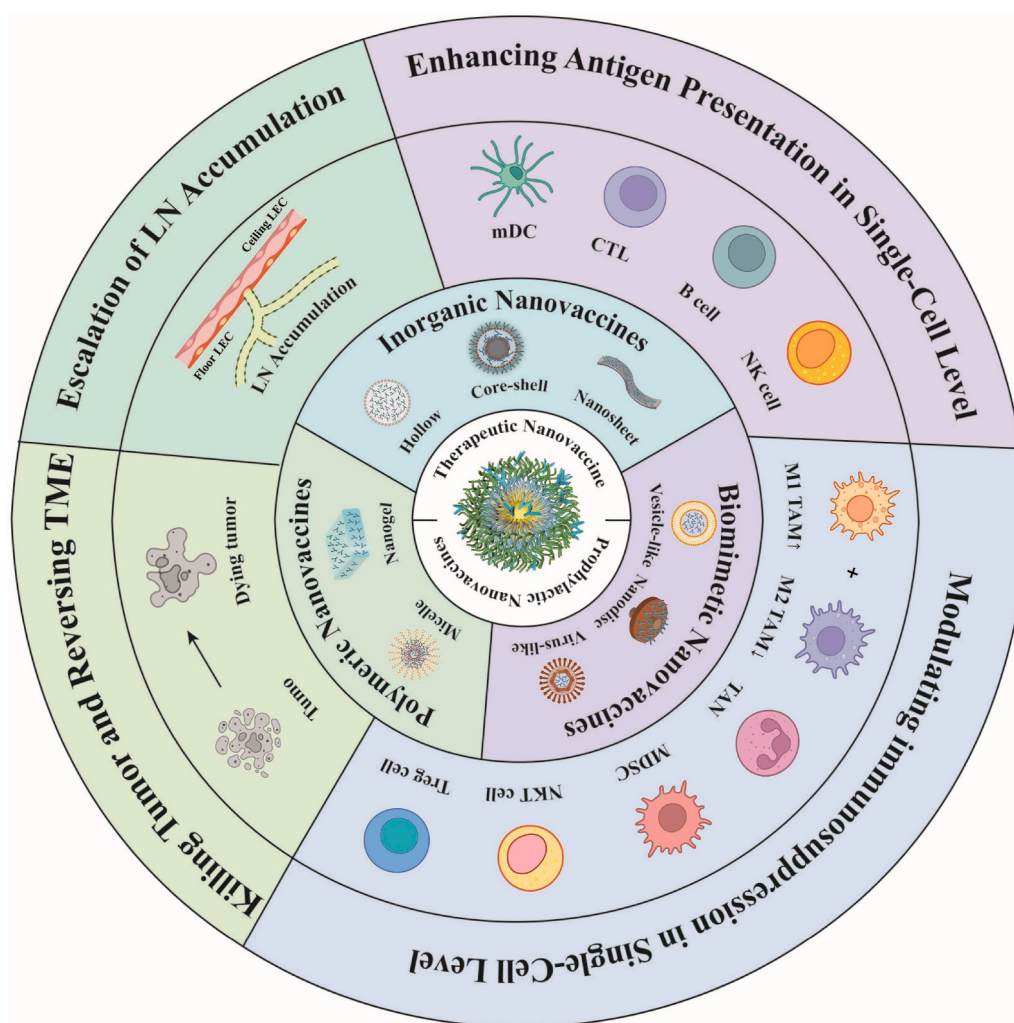 Enhancing Antigen Presentation in Single-Cell Level
mDC
CTL
B cell
NK cell
Modulating immunosuppression in Single-Cell Level
M1 TAM↑
+
M2 TAM↓
TAN
MDSC
NKT cell
Treg cell
Killing Tumor and Reversing TME
Dying tumor
Tumo
Escalation of LN Accumulation
Ceiling LEC
Floor LEC
LN Accumulation
Inorganic Nanovaccines
Hollow
Core-shell
Nanosheet
Biomimetic Nanovaccines
Vesicle-like
Nanodisc
Virus-like
Polymeric Nanovaccines
Nanogel
Micelle
Therapeutic Nanovaccine
Prophylactic Nanovaccines